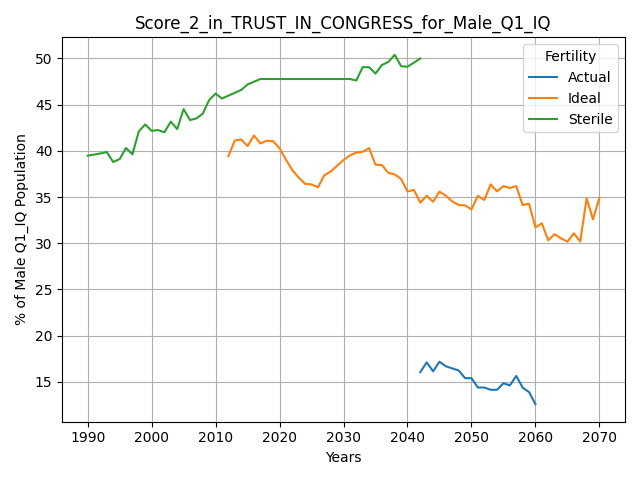 Score_2_in_TRUST_IN_CONGRESS_for_Male_Q1_IQ
% of Male Q1_IQ Population
50
45
40
35
30
25
20
15
Fertility
Actual
Ideal
Sterile
1990 2000 2010 2020 2030 2040 2050 2060 2070
Years